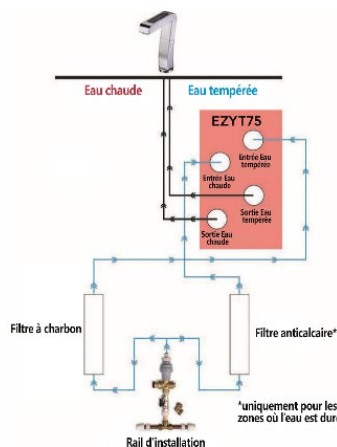 Eau chaude
Eau tempérée
EZYT75
Entrée Eau
tempérée
Entrée Eau
chaude
Sortie Eau
tempérée
Sortie Eau
chaude
Filtre à charbon
Filtre anticalcaire*
*uniquement pour les
zones où l'eau est dure
Rail d'installation